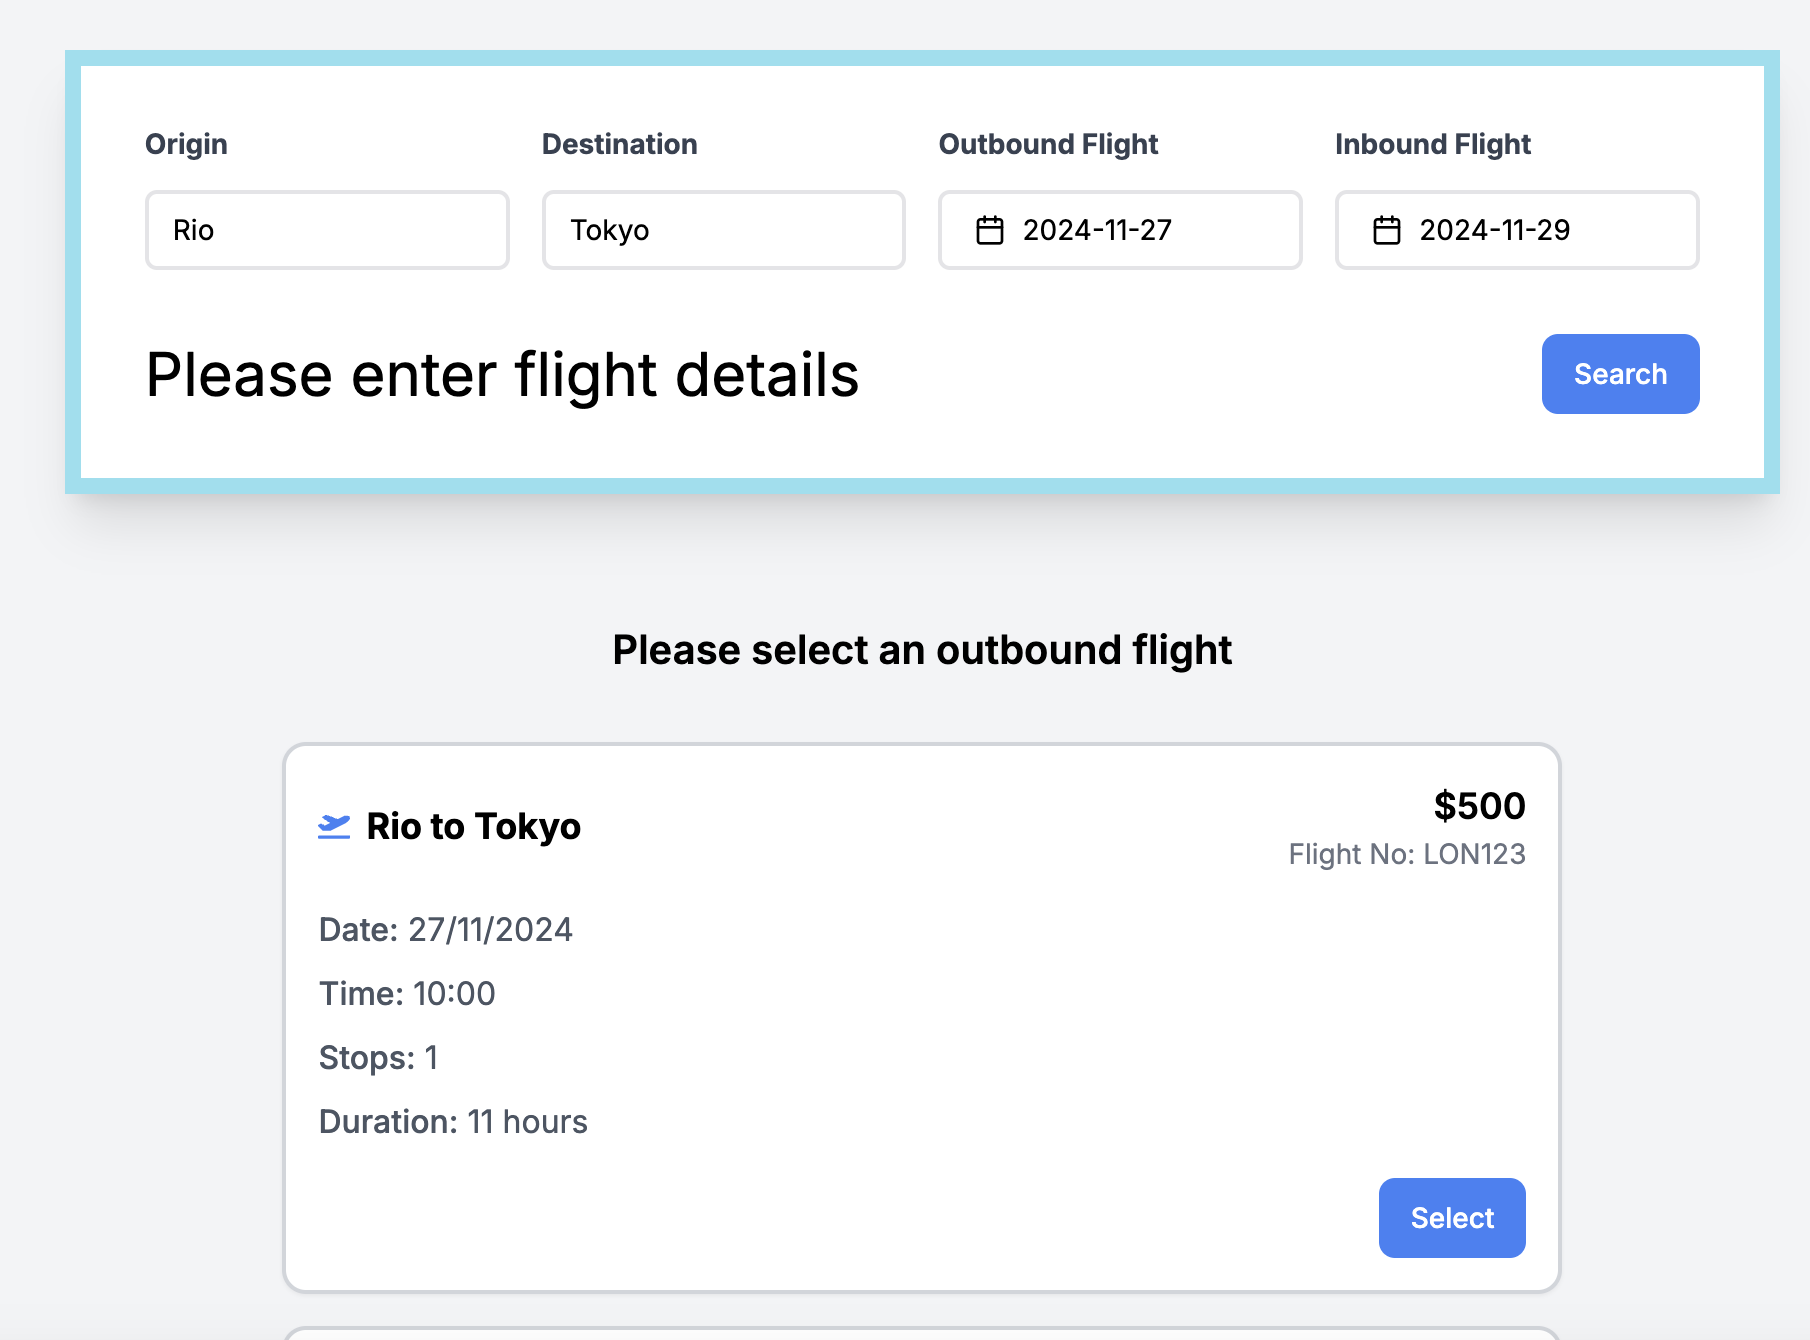 Origin
Destination
Outbound Flight
Inbound Flight
Rio
Tokyo
2024-11-27
2024-11-29
Please enter flight details
Search
Please select an outbound flight
Rio to Tokyo
$500
Flight No: LON123
Date: 27/11/2024
Time: 10:00
Stops: 1
Duration: 11 hours
Select